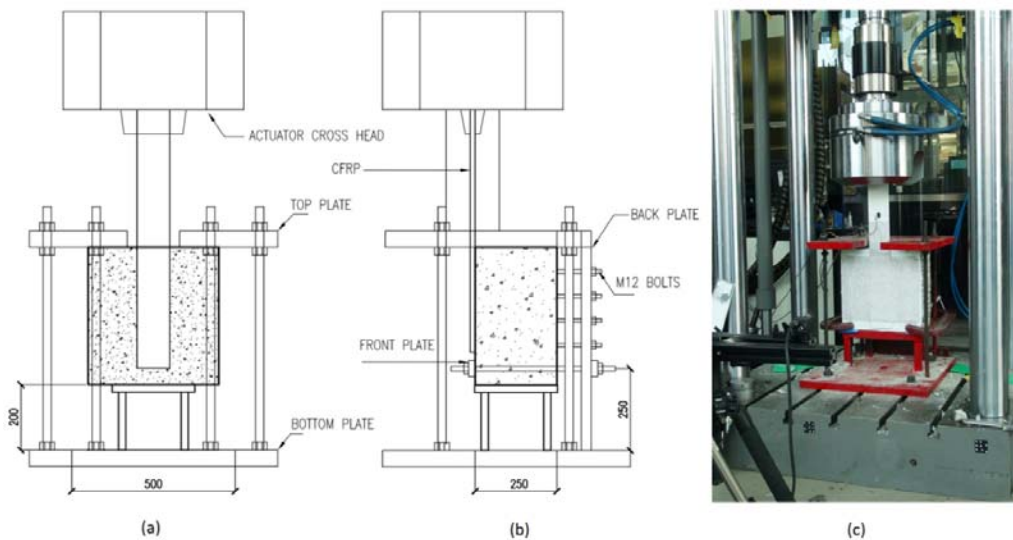 ACTUATOR CROSS HEAD
CFRP
TOP PLATE
BACK PLATE
M12 BOLTS
FRONT PLATE
200
250
BOTTOM PLATE
500
250
(a)
(b)
(c)